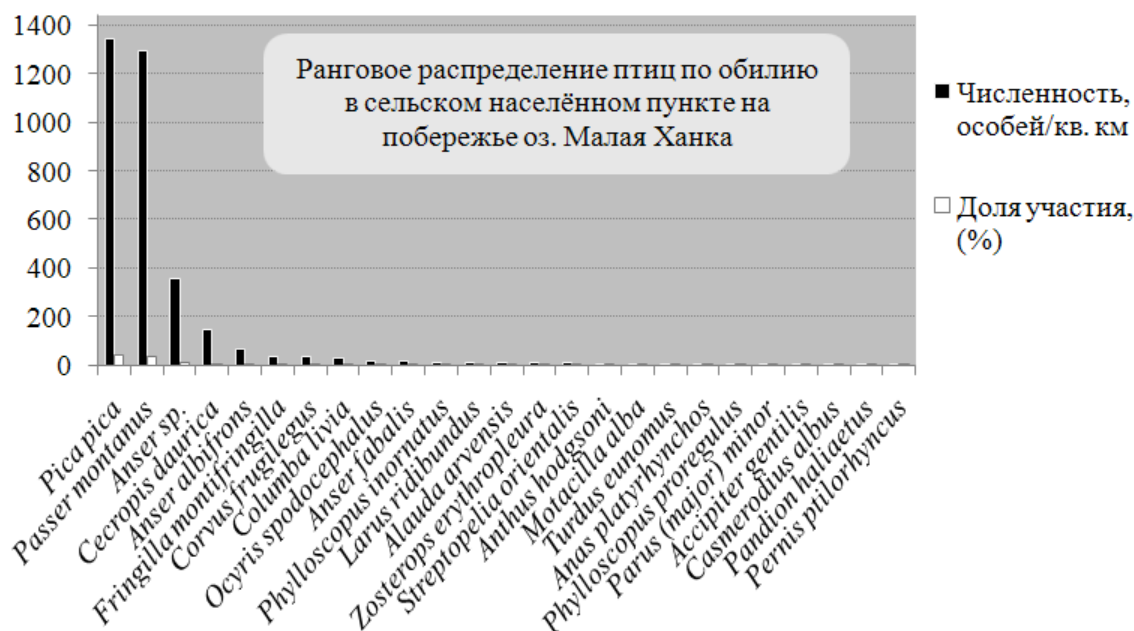 1400
1200
1000
800
600
400
200
0
Ранговое распределение птиц по обилию
в сельском населённом пункте на
побережье оз. Малая Ханка
Численность,
особей/кв. км
Доля участия,
(%)
Pica pica
Passer montanus
Anser sp.
Cecropis daurica
Anser albifrons
Fringilla montifringilla
Corvus frugilegus
Columba livia
Ocyris spodocephalus
Anser fabalis
Phylloscopus inornatus
Larus ridibundus
Alauda arvensis
Zosterops erythropleura
Streptopelia orientalis
Anthus hodgsoni
Motacilla alba
Turdus eunomus
Anas platyrhynchos
Phylloscopus proregulus
Parus (major) minor
Accipiter gentilis
Casmerodius albus
Pandion haliaetus
Pernis ptilorhyncus